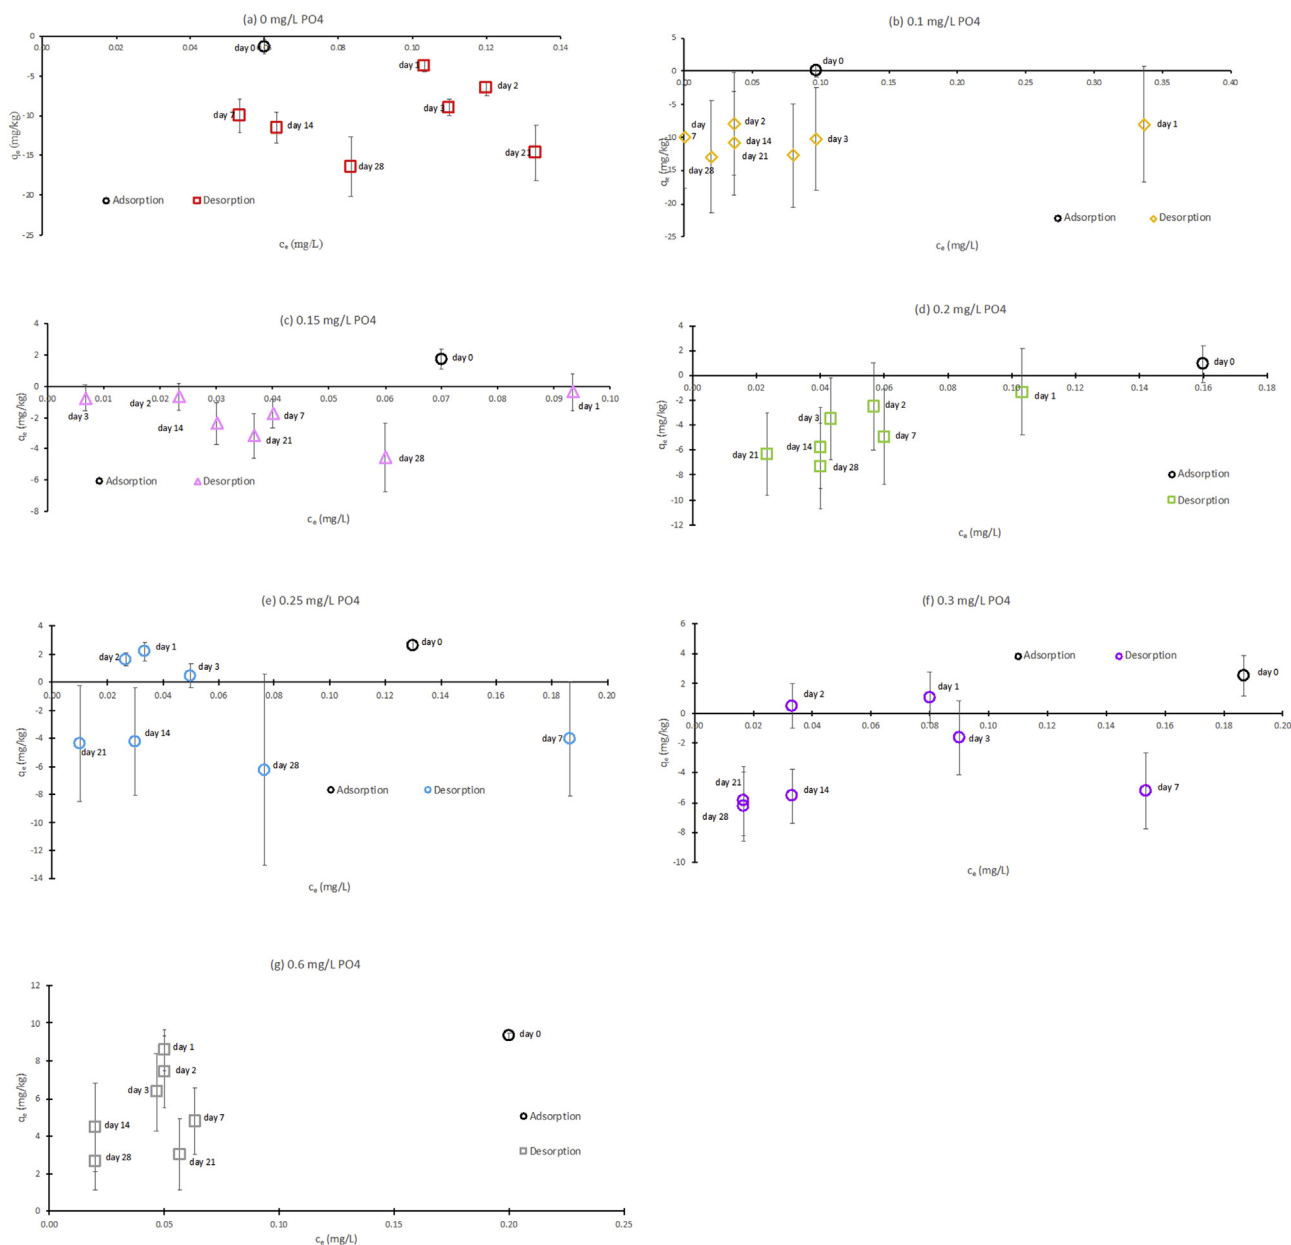 (a) 0 mg/L PO4
0.00 0.02 0.04 0.06 0.08 0.10 0.12 0.14
0
-5
-10
-15
-20
-25
qe (mg/kg)
day 0
day 1
day 2
day 3
day 7
day 14
day 21
day 28
Adsorption Desorption
ce (mg/L)
(b) 0.1 mg/L PO4
5
0
-5
-10
-15
-20
-25
qe (mg/kg)
0.00 0.05 0.10 0.15 0.20 0.25 0.30 0.35 0.40
day 0
day 2
day 1
day 7
day 14
day 3
day 21
day 28
Adsorption Desorption
ce (mg/L)
(c) 0.15 mg/L PO4
4
2
0
-2
-4
-6
-8
qe (mg/kg)
0.00 0.01 0.02 0.03 0.04 0.05 0.06 0.07 0.08 0.09 0.10
day 0
day 2
day 1
day 3
day 7
day 14
day 21
day 28
Adsorption Desorption
ce (mg/L)
(d) 0.2 mg/L PO4
4
2
0
-2
-4
-6
-8
-10
-12
qe (mg/kg)
0.00 0.02 0.04 0.06 0.08 0.10 0.12 0.14 0.16 0.18
day 0
day 1
day 2
day 3
day 7
day 14
day 21
day 28
Adsorption
Desorption
ce (mg/L)
(e) 0.25 mg/L PO4
4
2
0
-2
-4
-6
-8
-10
-12
-14
qe (mg/kg)
0.00 0.02 0.04 0.06 0.08 0.10 0.12 0.14 0.16 0.18 0.20
day 0
day 1
day 2
day 3
day 14
day 7
day 21
day 28
Adsorption Desorption
ce (mg/L)
(f) 0.3 mg/L PO4
6
4
2
0
-2
-4
-6
-8
-10
qe (mg/kg)
0.00 0.02 0.04 0.06 0.08 0.10 0.12 0.14 0.16 0.18 0.20
Adsorption Desorption
day 0
day 2
day 1
day 3
day 21
day 14
day 7
day 28
ce (mg/L)
(g) 0.6 mg/L PO4
12
10
8
6
4
2
0
qe (mg/kg)
0.00 0.05 0.10 0.15 0.20 0.25
day 0
day 1
day 2
day 3
day 7
day 14
day 28
day 21
Adsorption
Desorption
ce (mg/L)